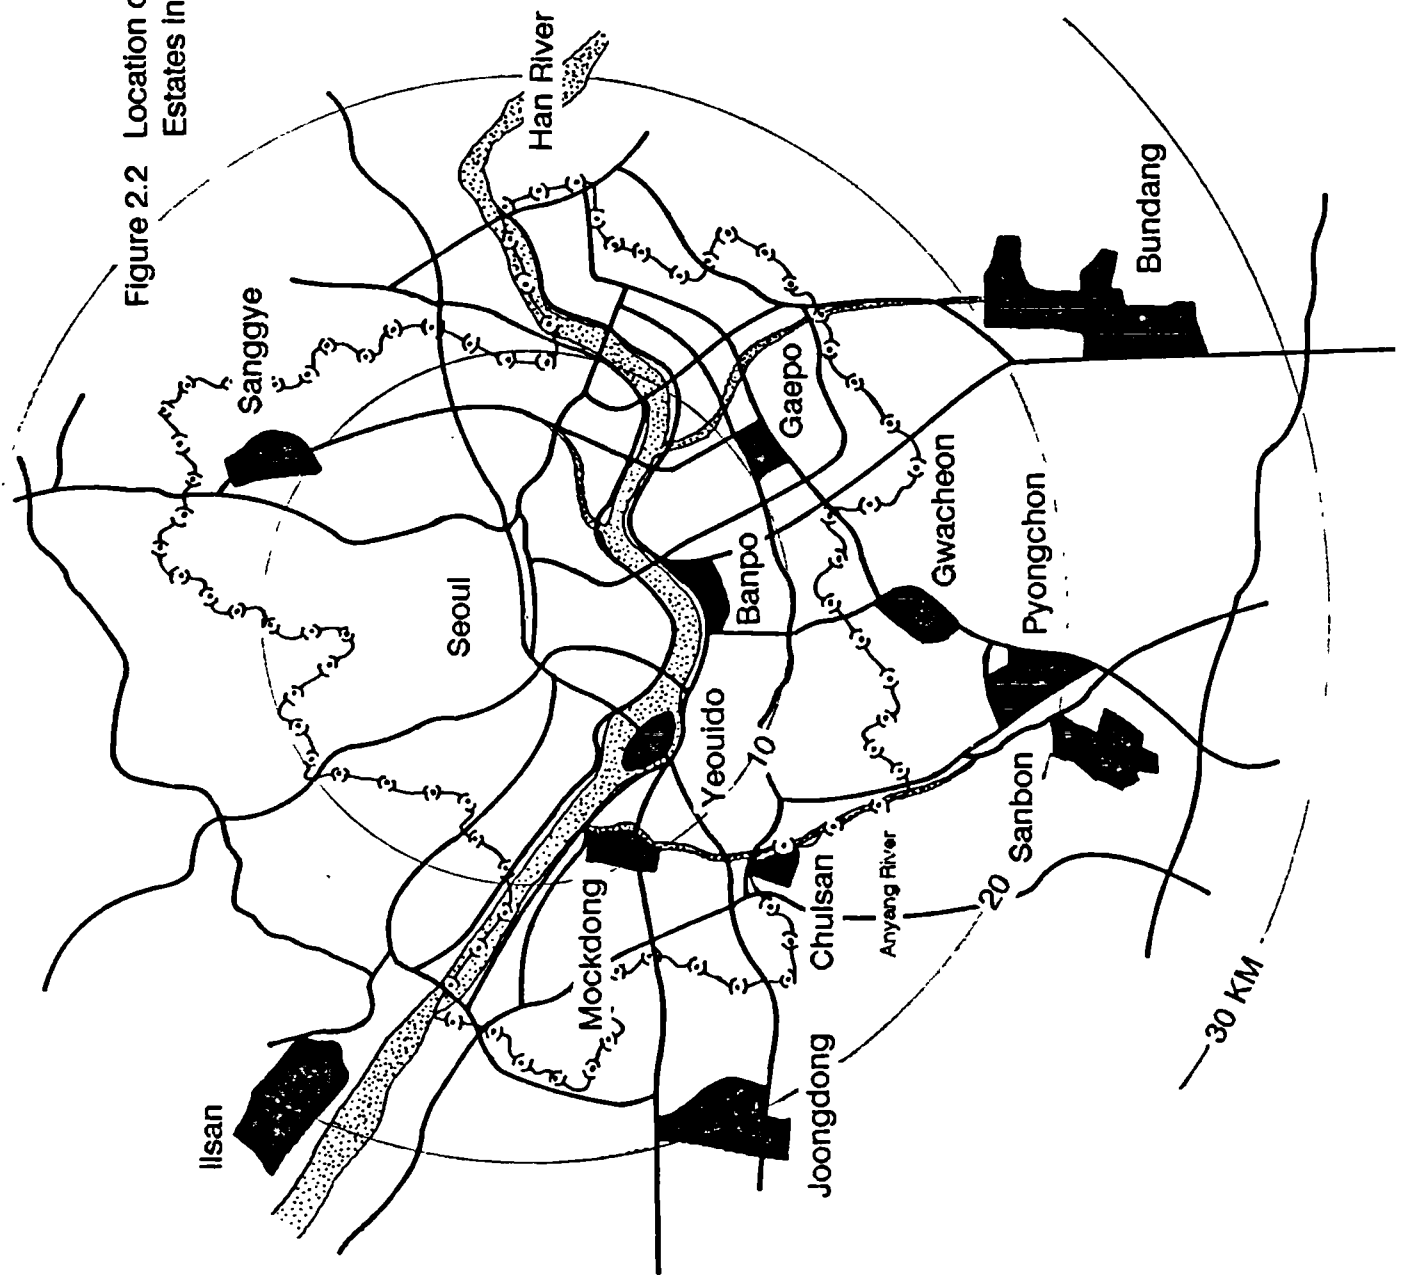 Figure 2.2 Location o
Estates in
Han River
Sanggye
Bundang
Gaepo
Seoul
Gwacheon
Banpo
Pyongchon
Yeouido
10
Sanbon
Chulsan
Anyang River
20
Mockdong
30 KM
Ilsan
Joongdong